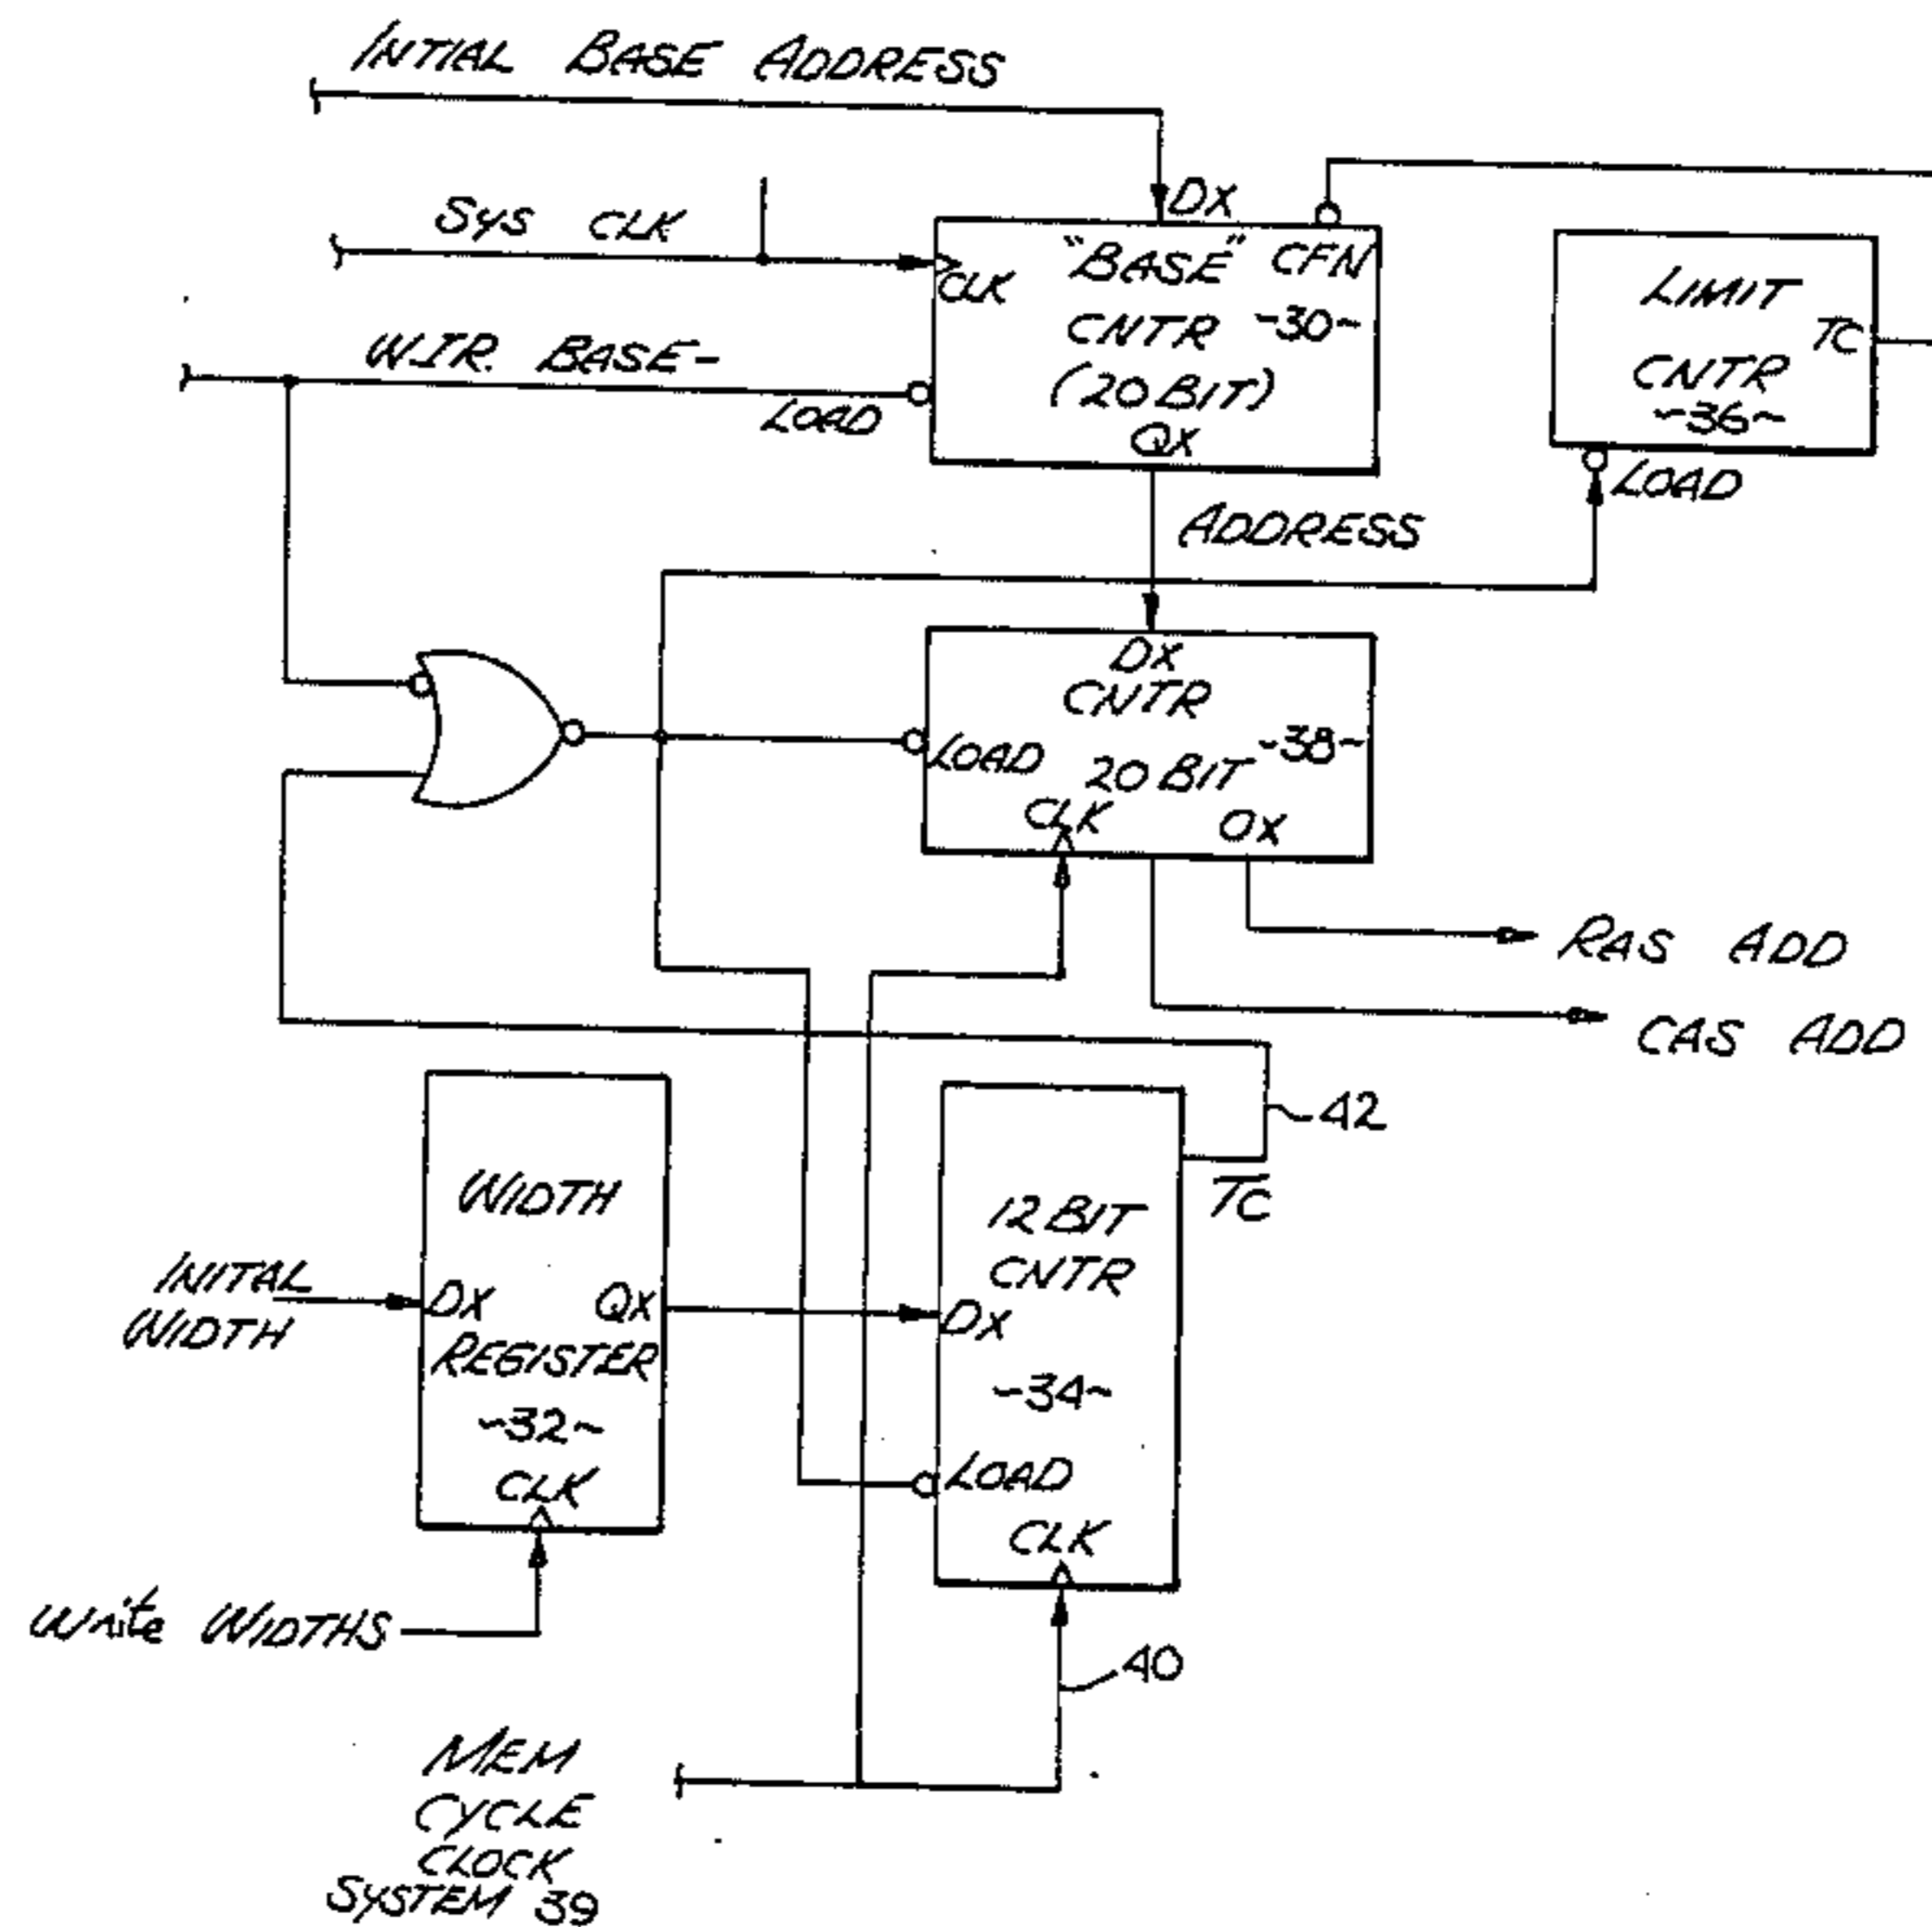 INTIAL BASE ADDRESS
SYS CLK
DX
"BASE" CFN
CLK
CNTR ~30~
(20 BIT)
QX
WIR. BASE-
LOAD
LIMIT
TC
CNTR
~36~
LOAD
ADDRESS
DX
CNTR
LOAD 20 BIT ~38~
CLK
OX
RAS ADD
CAS ADD
42
TC
WIDTH
INITAL
WIDTH
DX QX
REGISTER
~32~
CLK
12 BIT
CNTR
DX
~34~
LOAD
CLK
Write WIDTHS
40
MEM
CYCLE
CLOCK
SYSTEM 39